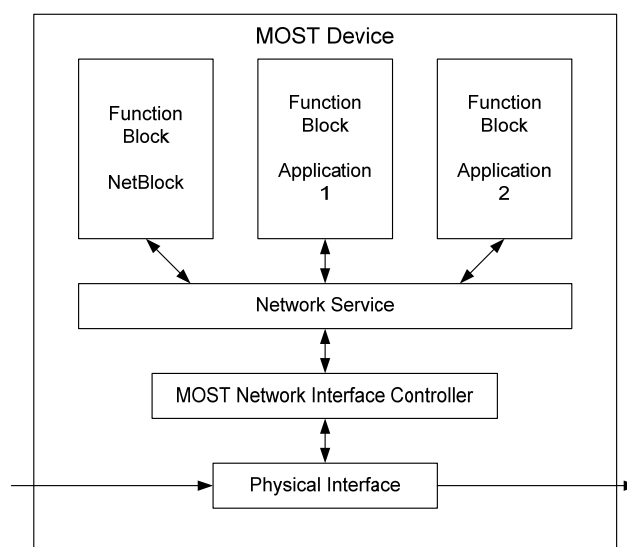 MOST Device
Function
Block
NetBlock
Function
Block
Application
1
Function
Block
Application
2
Network Service
MOST Network Interface Controller
Physical Interface